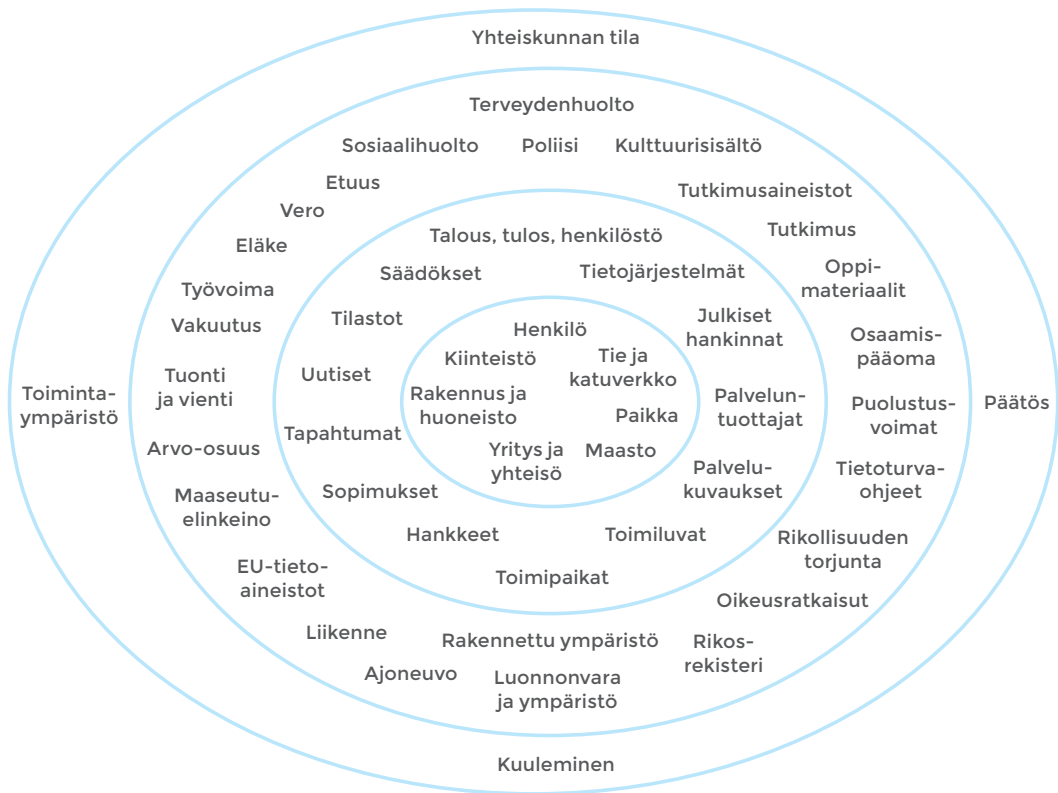 Yhteiskunnan tila
Terveydenhuolto
Sosiaalihuolto
Poliisi
Kulttuurisisältö
Etuus
Tutkimusaineistot
Vero
Tutkimus
Eläke
Talous, tulos, henkilöstö
Säädökset
Tietojärjestelmät
Oppi-
materiaalit
Työvoima
Vakuutus
Tilastot
Henkilö
Julkiset
hankinnat
Osaamis-
pääoma
Kiinteistö
Tie ja
katuverkko
Tuonti
ja vienti
Uutiset
Toiminta-
ympäristö
Rakennus ja
huoneisto
Paikka
Palvelun-
tuottajat
Puolustus-
voimat
Päätös
Arvo-osuus
Tapahtumat
Yritys ja
yhteisö
Maasto
Palvelu-
kuvaukset
Tietoturva-
ohjeet
Maaseutu-
elinkeino
Sopimukset
Hankkeet
Toimiluvat
Rikollisuuden
torjunta
EU-tieto-
aineistot
Toimipaikat
Oikeusratkaisut
Liikenne
Rakennettu ympäristö
Rikos-
rekisteri
Ajoneuvo
Luonnonvara
ja ympäristö
Kuuleminen